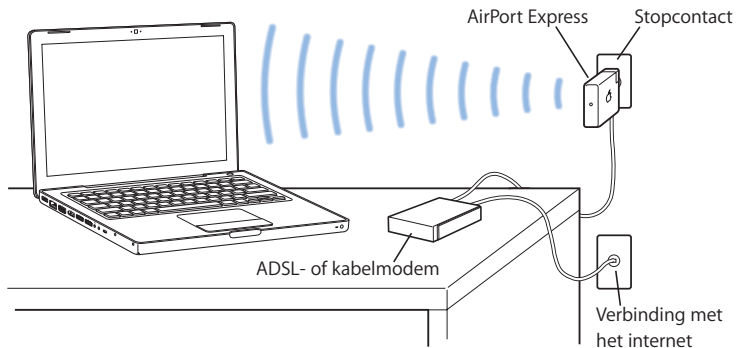 AirPort Express
Stopcontact
ADSL- of kabelmodem
Verbinding met
het internet